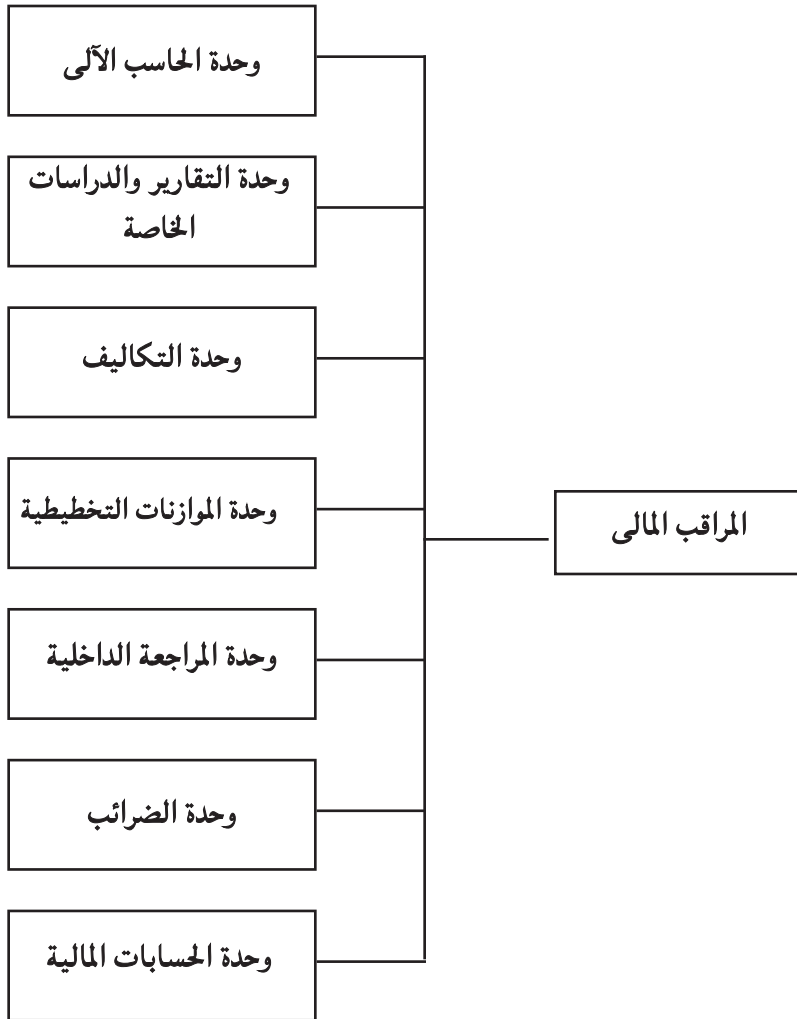 وحدة الحاسب الآلى
وحدة التقارير والدراسات
الخاصة
وحدة التكاليف
وحدة الموازنات التخطيطية
المراقب المالى
وحدة المراجعة الداخلية
وحدة الضرائب
وحدة الحسابات المالية